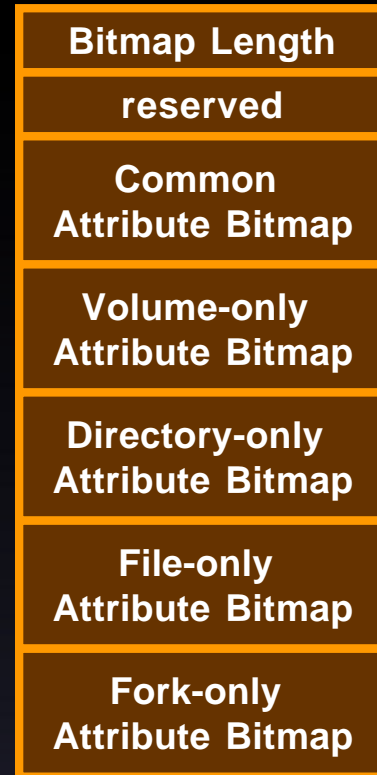 Bitmap Length
reserved
Common
Attribute Bitmap
Volume-only
Attribute Bitmap
Directory-only
Attribute Bitmap
File-only
Attribute Bitmap
Fork-only
Attribute Bitmap